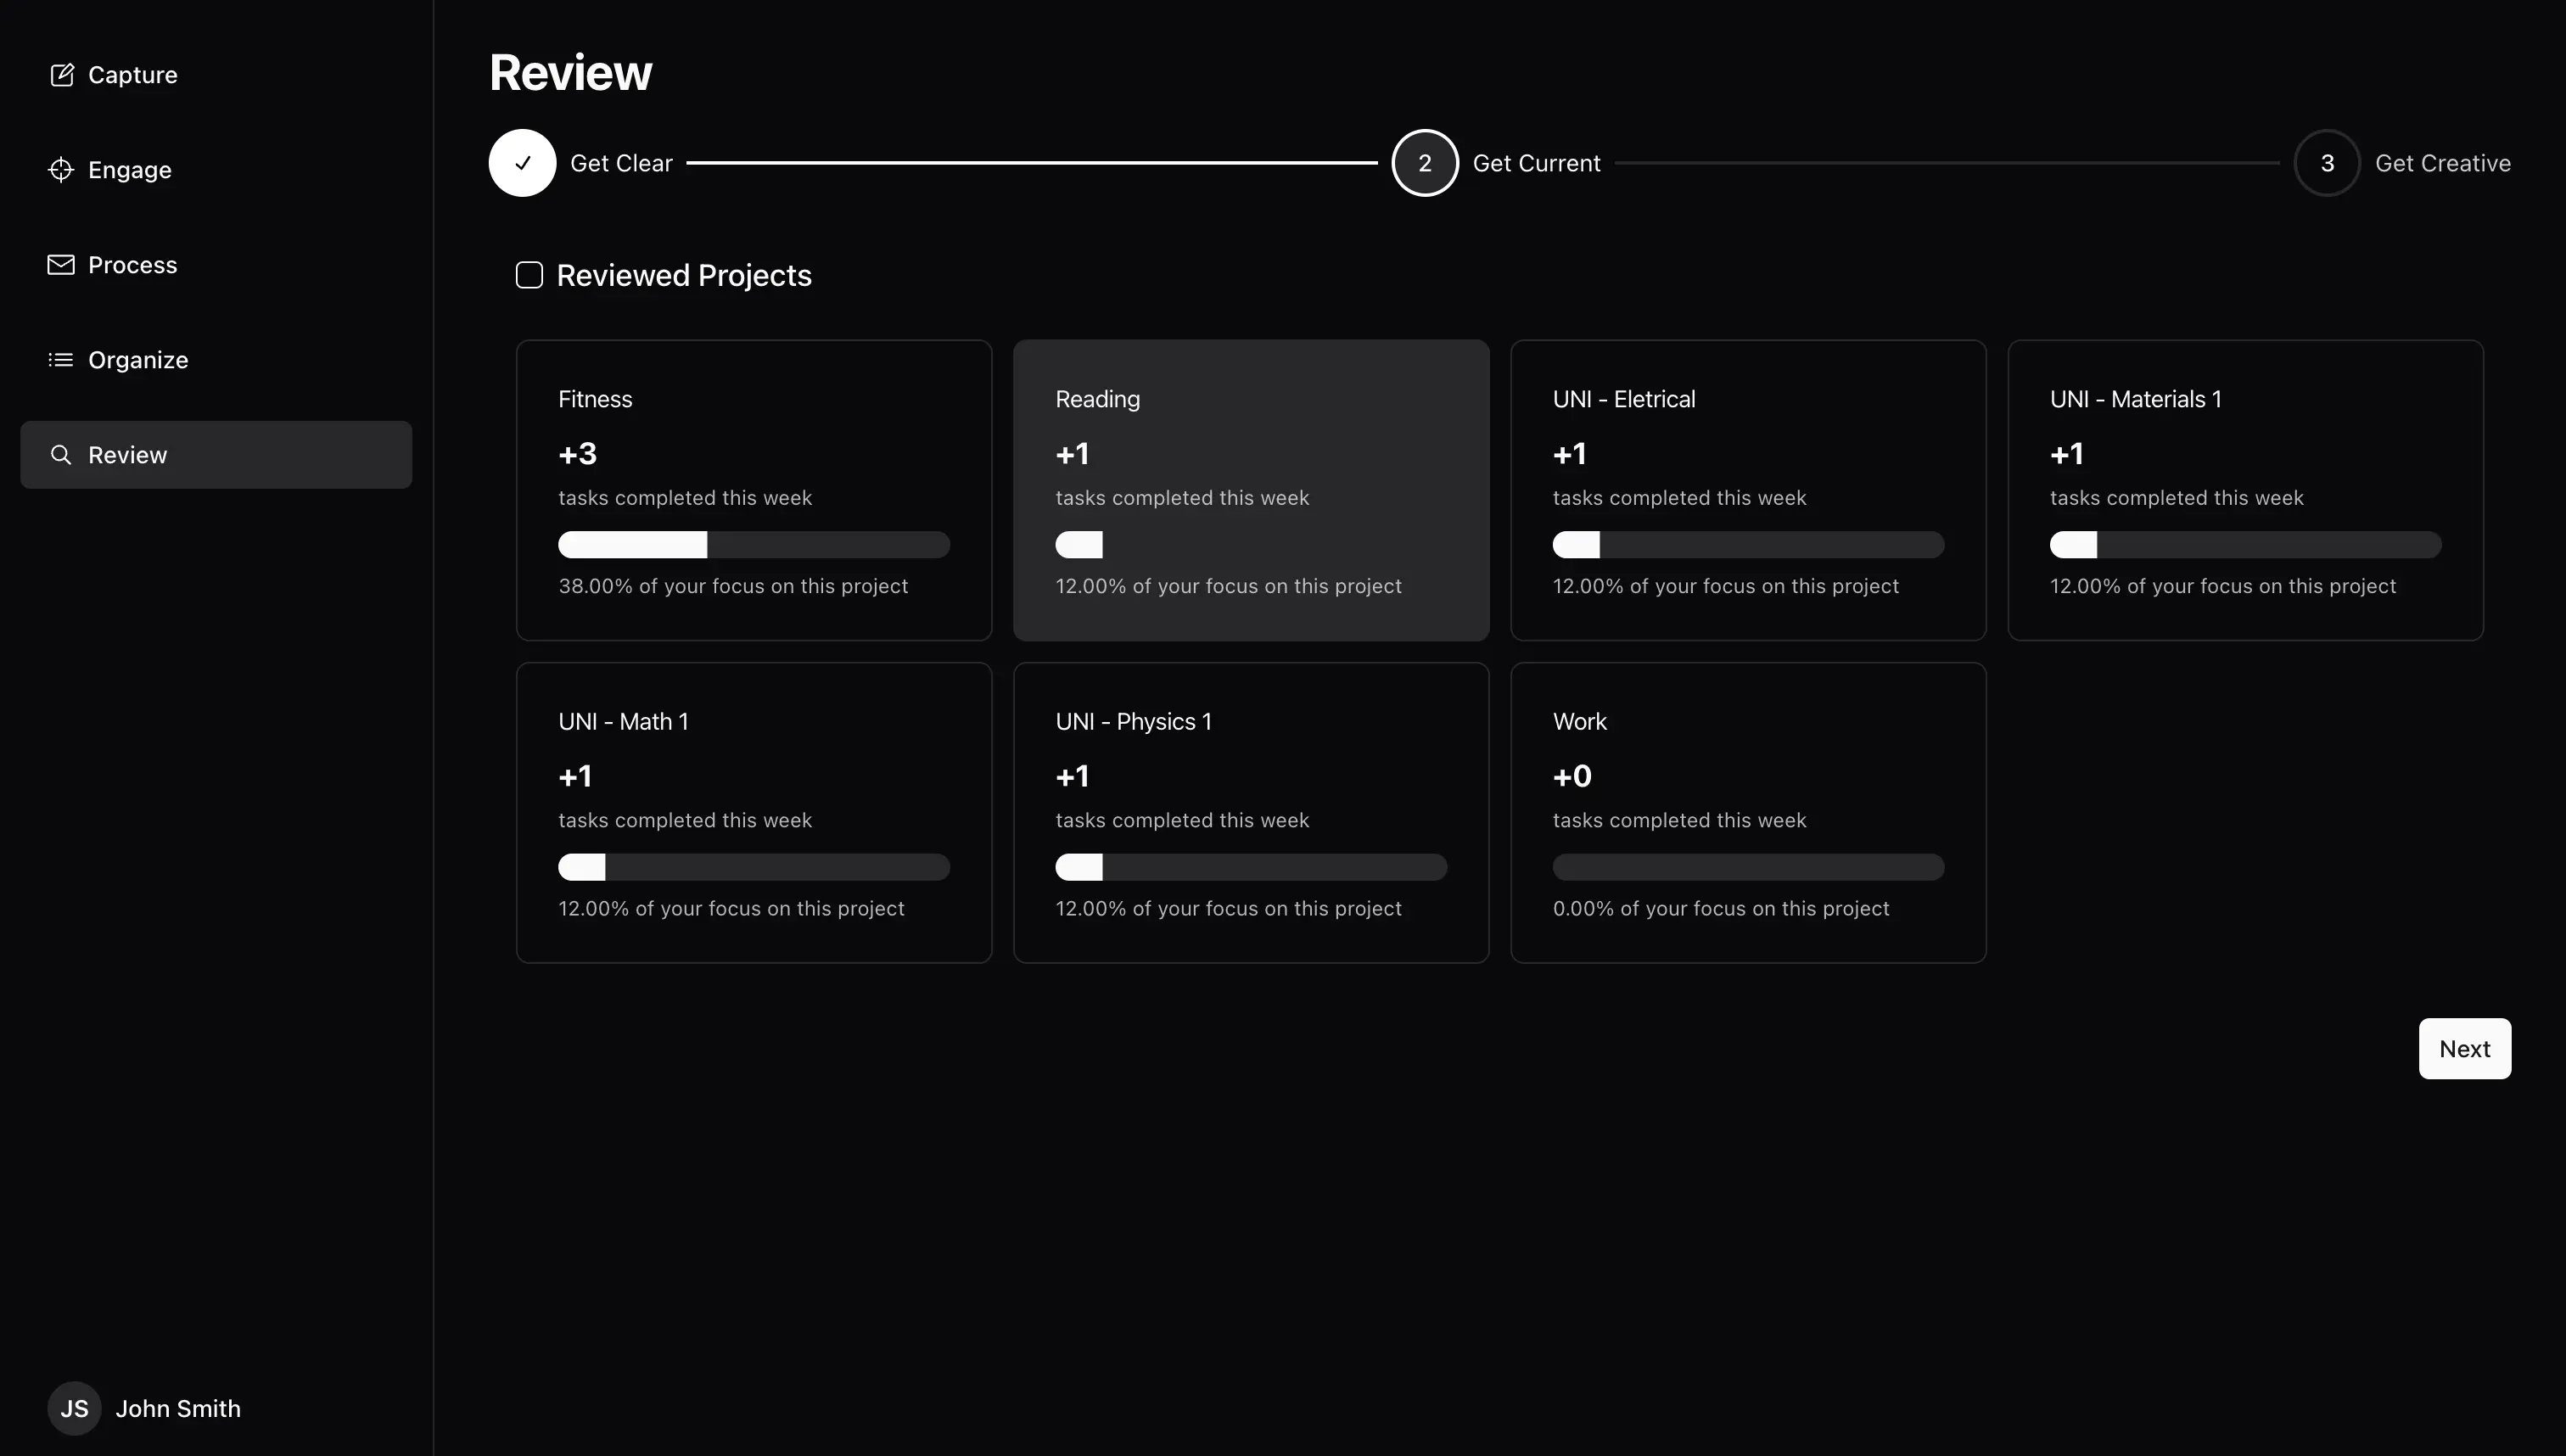 Capture
Engage
Process
Organize
Review
JS John Smith
Review
Get Clear
2 Get Current
3 Get Creative
Reviewed Projects
Fitness
+3
tasks completed this week
38.00% of your focus on this project
Reading
+1
tasks completed this week
12.00% of your focus on this project
UNI - Eletrical
+1
tasks completed this week
12.00% of your focus on this project
UNI - Materials 1
+1
tasks completed this week
12.00% of your focus on this project
UNI - Math 1
+1
tasks completed this week
12.00% of your focus on this project
UNI - Physics 1
+1
tasks completed this week
12.00% of your focus on this project
Work
+0
tasks completed this week
0.00% of your focus on this project
Next